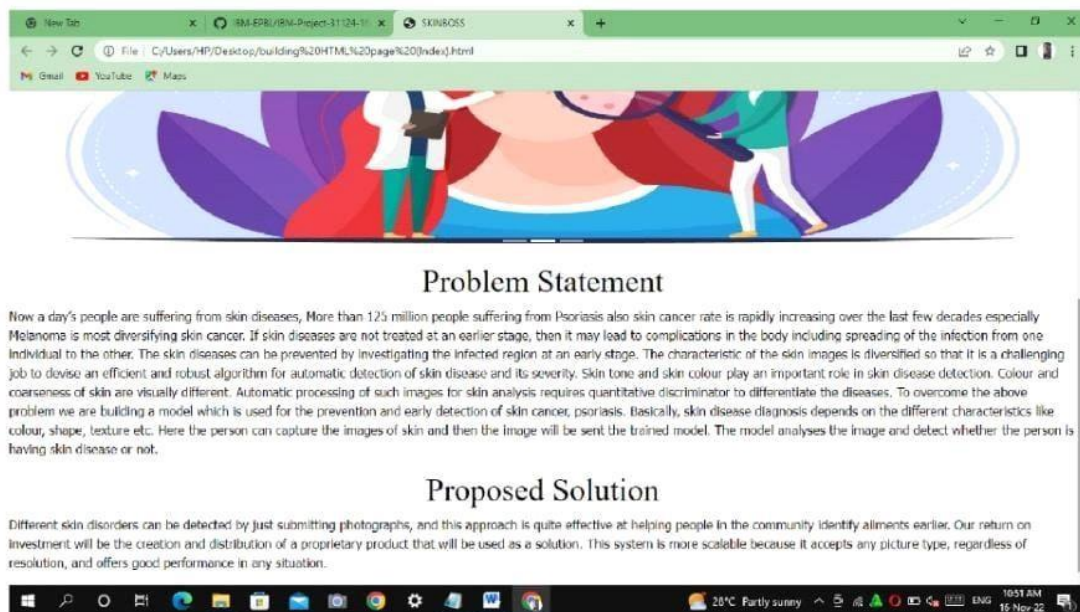 New Tab
IBM-EPBL/IBM-Project-31124-16
SKINBOSS
File
C:/Users/HP/Desktop/building%20HTML%20page%20(Index).html
Gmail
YouTube
Maps
Problem Statement
Now a day's people are suffering from skin diseases, More than 125 million people suffering from Psoriasis also skin cancer rate is rapidly increasing over the last few decades especially
Melanoma is most diversifying skin cancer. If skin diseases are not treated at an earlier stage, then it may lead to complications in the body including spreading of the infection from one
individual to the other. The skin diseases can be prevented by investigating the infected region at an early stage. The characteristic of the skin images is diversified so that it is a challenging
job to devise an efficient and robust algorithm for automatic detection of skin disease and its severity. Skin tone and skin colour play an important role in skin disease detection. Colour and
coarseness of skin are visually different. Automatic processing of such images for skin analysis requires quantitative discriminator to differentiate the diseases. To overcome the above
problem we are building a model which is used for the prevention and early detection of skin cancer, psoriasis. Basically, skin disease diagnosis depends on the different characteristics like
colour, shape, texture etc. Here the person can capture the images of skin and then the image will be sent the trained model. The model analyses the image and detect whether the person is
having skin disease or not.
Proposed Solution
Different skin disorders can be detected by just submitting photographs, and this approach is quite effective at helping people in the community identify ailments earlier. Our return on
investment will be the creation and distribution of a proprietary product that will be used as a solution. This system is more scalable because it accepts any picture type, regardless of
resolution, and offers good performance in any situation.
28°C Partly sunny
ENG
10:51 AM
16-Nov-22